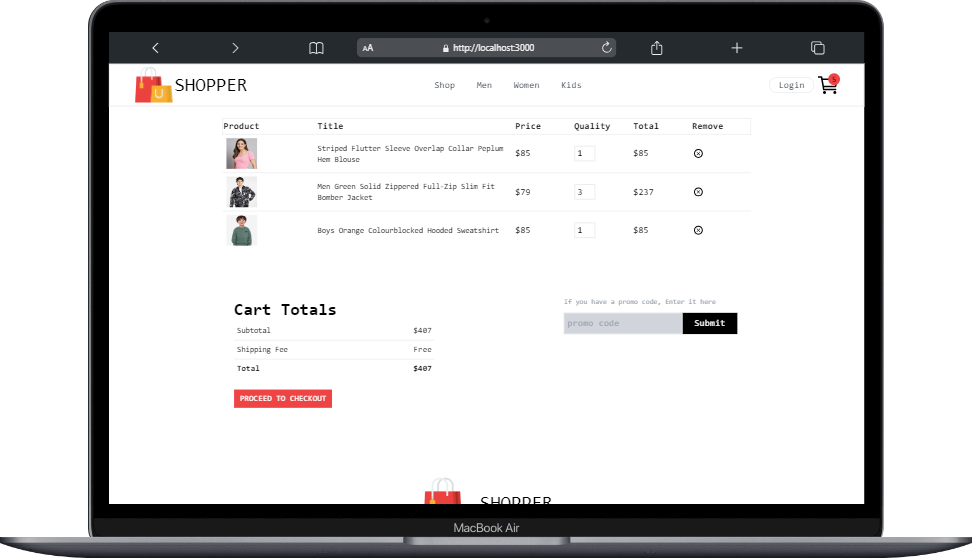 AA
http://localhost:3000
U
SHOPPER
Shop Men Women Kids
Login
5
Product Title Price Quality Total Remove
Striped Flutter Sleeve Overlap Collar Peplum
Hem Blouse
$85 1 $85
Men Green Solid Zippered Full-Zip Slim Fit
Bomber Jacket
$79 3 $237
Boys Orange Colourblocked Hooded Sweatshirt $85 1 $85
Cart Totals
Subtotal $407
Shipping Fee Free
Total $407
PROCEED TO CHECKOUT
If you have a promo code, Enter it here
promo code Submit
SHOPPER
MacBook Air